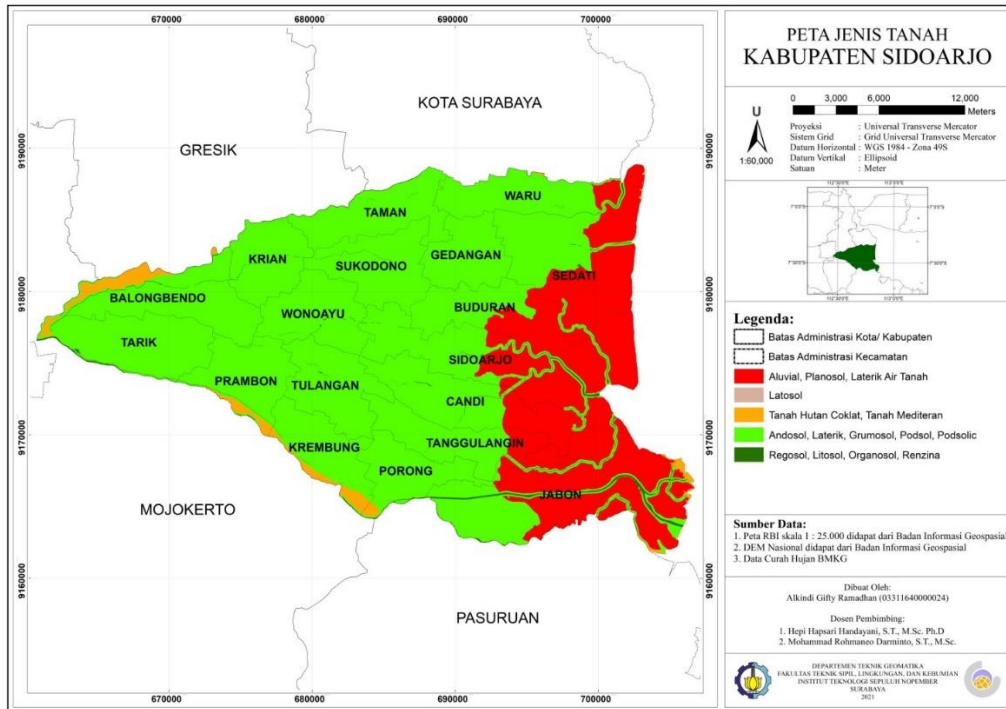 670000 680000 690000 700000
9190000
9180000
9170000
9160000
KOTA SURABAYA
GRESIK
WARU
TAMAN
GEDANGAN
KRIAN
SUKODONO
SEDATI
BALONGBENDO
BUDURAN
WONOAYU
TARIK
SIDOARJO
PRAMBON
TULANGAN
CANDI
KREMBUNG
TANGGULANGIN
PORONG
JABON
MOJOKERTO
PASURUAN
9190000
9180000
9170000
9160000
670000 680000 690000 700000
PETA JENIS TANAH
KABUPATEN SIDOARJO
U
1:60,000
0 3,000 6,000 12,000
Meters
Proyeksi : Universal Transverse Mercator
Sistem Grid : Grid Universal Transverse Mercator
Datum Horizontal : WGS 1984 - Zona 49S
Datum Vertikal : Ellipsoid
Satuan : Meter
Legenda:
Batas Administrasi Kota/ Kabupaten
Batas Administrasi Kecamatan
Aluvial, Planosol, Laterik Air Tanah
Latosol
Tanah Hutan Coklat, Tanah Mediteran
Andosol, Laterik, Grumosol, Podsol, Podsolic
Regosol, Litosol, Organosol, Renzina
Sumber Data:
1. Peta RBI skala 1 : 25.000 didapat dari Badan Informasi Geospasial
2. DEM Nasional didapat dari Badan Informasi Geospasial
3. Data Curah Hujan BMKG
Dibuat Oleh:
Alkindi Gifty Ramadhan (03311640000024)
Dosen Pembimbing:
1. Hepi Hapsari Handayani, S.T., M.Sc. Ph.D
2. Mohammad Rohmaneo Darminto, S.T., M.Sc.
DEPARTEMEN TEKNIK GEOMATIKA
FAKULTAS TEKNIK SIPIL, LINGKUNGAN, DAN KEBUMIAN
INSTITUT TEKNOLOGI SEPULUH NOPEMBER
SURABAYA
2021